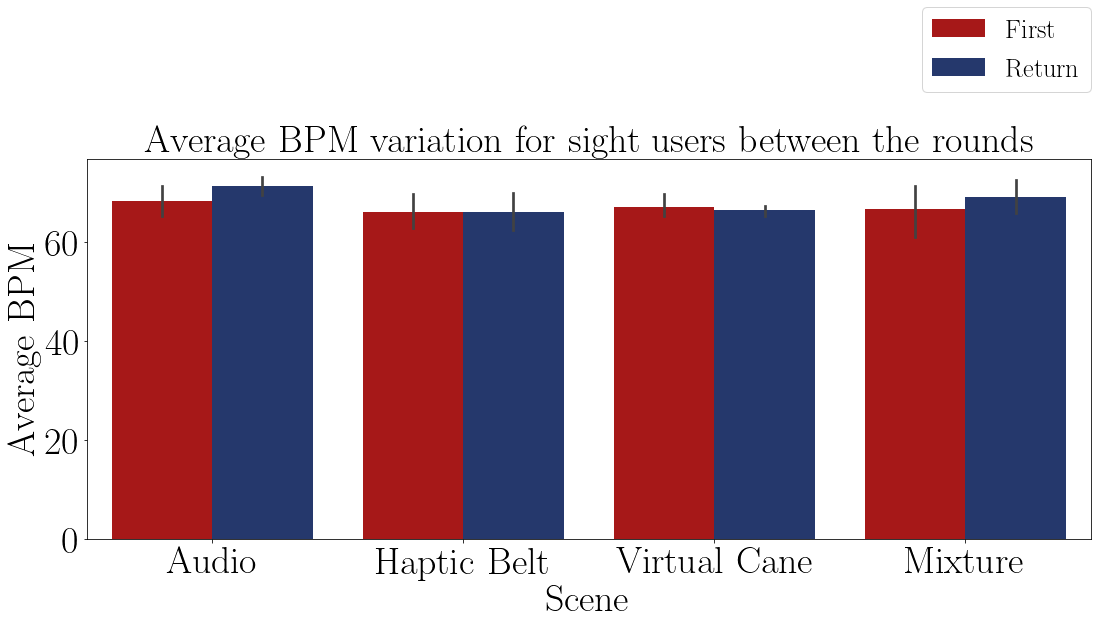 First
Return
Average BPM variation for sight users between the rounds
Average BPM
60
40
20
0
Audio
Haptic Belt
Virtual Cane
Mixture
Scene